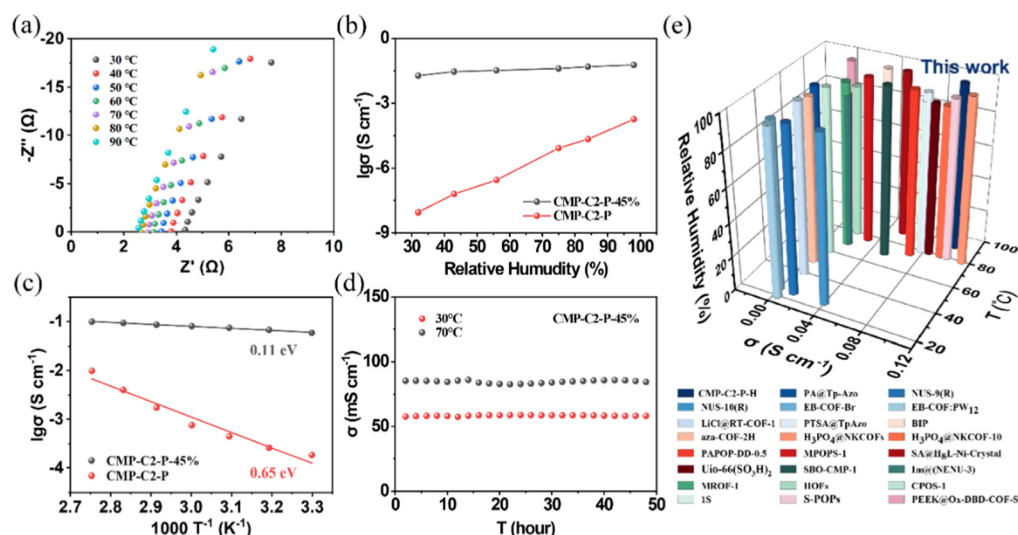 (a)
-20
-15
-10
-5
0
-Z'' (Ω)
30 °C
40 °C
50 °C
60 °C
70 °C
80 °C
90 °C
0 2 4 6 8 10
Z' (Ω)
(b)
0
-3
-6
-9
lgσ (S cm⁻¹)
CMP-C2-P-45%
CMP-C2-P
30 40 50 60 70 80 90 100
Relative Humudity (%)
(c)
-1
-2
-3
-4
lgσ (S cm⁻¹)
0.11 eV
CMP-C2-P-45%
CMP-C2-P
0.65 eV
2.7 2.8 2.9 3.0 3.1 3.2 3.3
1000 T⁻¹ (K⁻¹)
(d)
150
100
50
0
σ (mS cm⁻¹)
30°C
70°C
CMP-C2-P-45%
0 10 20 30 40 50
T (hour)
(e)
This work
100
80
60
40
20
0
Relative Humidity (%)
0.00
0.04
0.08
0.12
σ (S cm⁻¹)
20
40
60
80
100
T(°C)
CMP-C2-P-H PA@Tp-Azo NUS-9(R)
NUS-10(R) EB-COF-Br EB-COF:PW₁₂
LiCl@RT-COF-1 PTSA@TpAzo BIP
aza-COF-2H H₃PO₄@NKCOFs H₃PO₄@NKCOF-10
PAPOP-DD-0.5 MPOPS-1 SA@HgL-Ni-Crystal
Uio-66(SO₃H)₂ SBO-CMP-1 Im@(NENU-3)
MROF-1 HOFs CPOS-1
1S S-POPs PEEK@Ox-DBD-COF-S